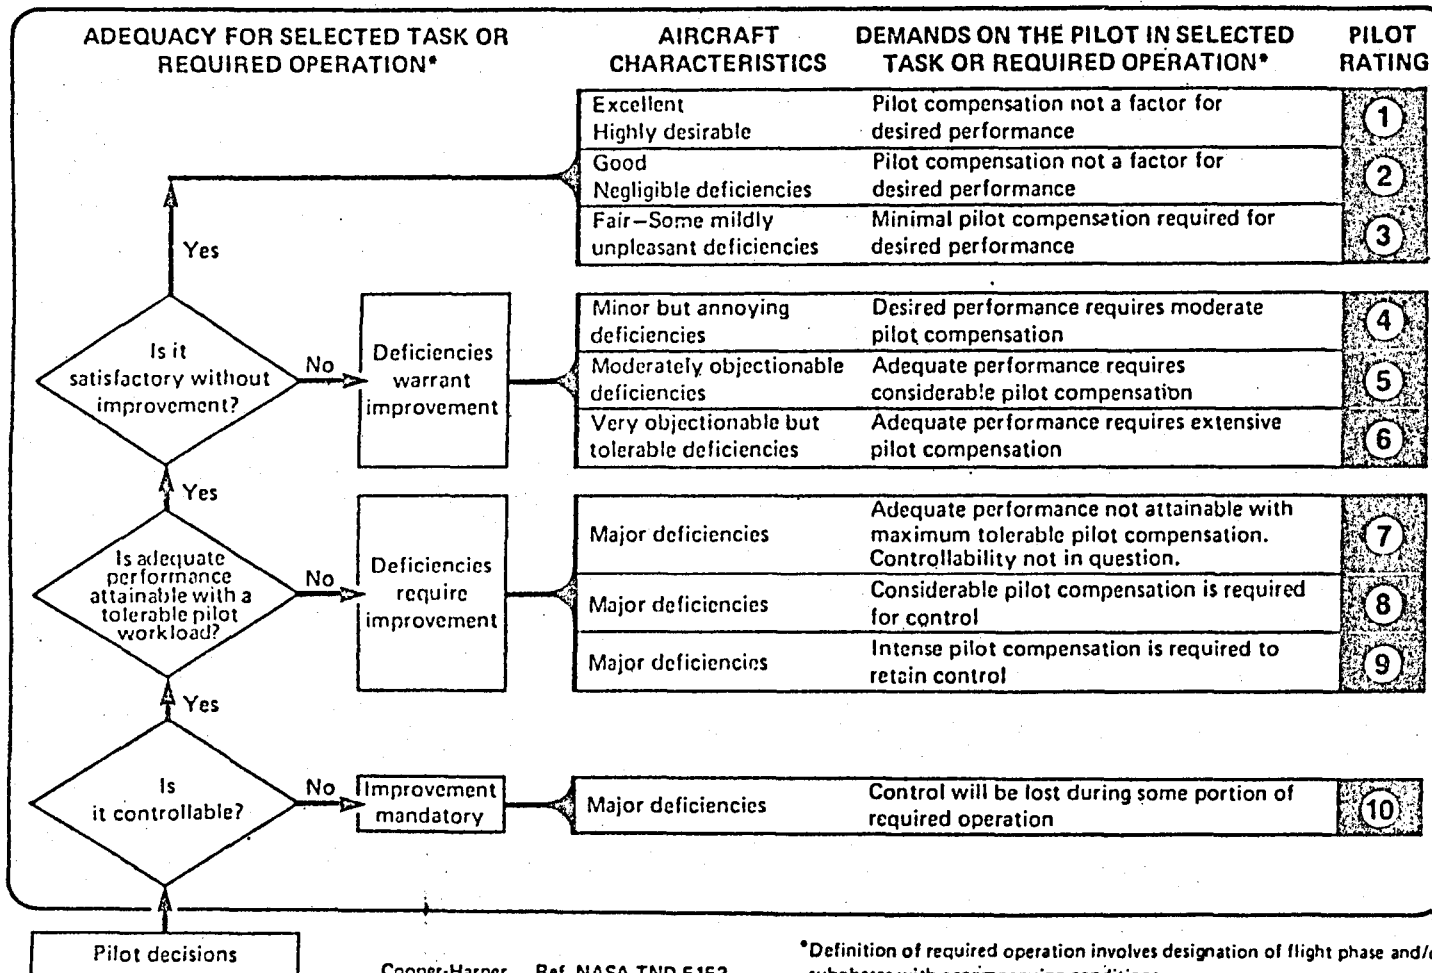 ADEQUACY FOR SELECTED TASK OR
REQUIRED OPERATION*
AIRCRAFT
CHARACTERISTICS
DEMANDS ON THE PILOT IN SELECTED
TASK OR REQUIRED OPERATION*
PILOT
RATING
Excellent
Highly desirable
Pilot compensation not a factor for
desired performance
1
Good
Negligible deficiencies
Pilot compensation not a factor for
desired performance
2
Fair—Some mildly
unpleasant deficiencies
Minimal pilot compensation required for
desired performance
3
Yes
Is it
satisfactory without
improvement?
No
Deficiencies
warrant
improvement
Minor but annoying
deficiencies
Desired performance requires moderate
pilot compensation
4
Moderately objectionable
deficiencies
Adequate performance requires
considerable pilot compensation
5
Very objectionable but
tolerable deficiencies
Adequate performance requires extensive
pilot compensation
6
Yes
Is adequate
performance
attainable with a
tolerable pilot
workload?
No
Deficiencies
require
improvement
Major deficiencies
Adequate performance not attainable with
maximum tolerable pilot compensation.
Controllability not in question.
7
Major deficiencies
Considerable pilot compensation is required
for control
8
Major deficiencies
Intense pilot compensation is required to
retain control
9
Yes
Is
it controllable?
No
Improvement
mandatory
Major deficiencies
Control will be lost during some portion of
required operation
10
Pilot decisions
Cooper-Harper Ref. NASA TND-5153
*Definition of required operation involves designation of flight phase and/